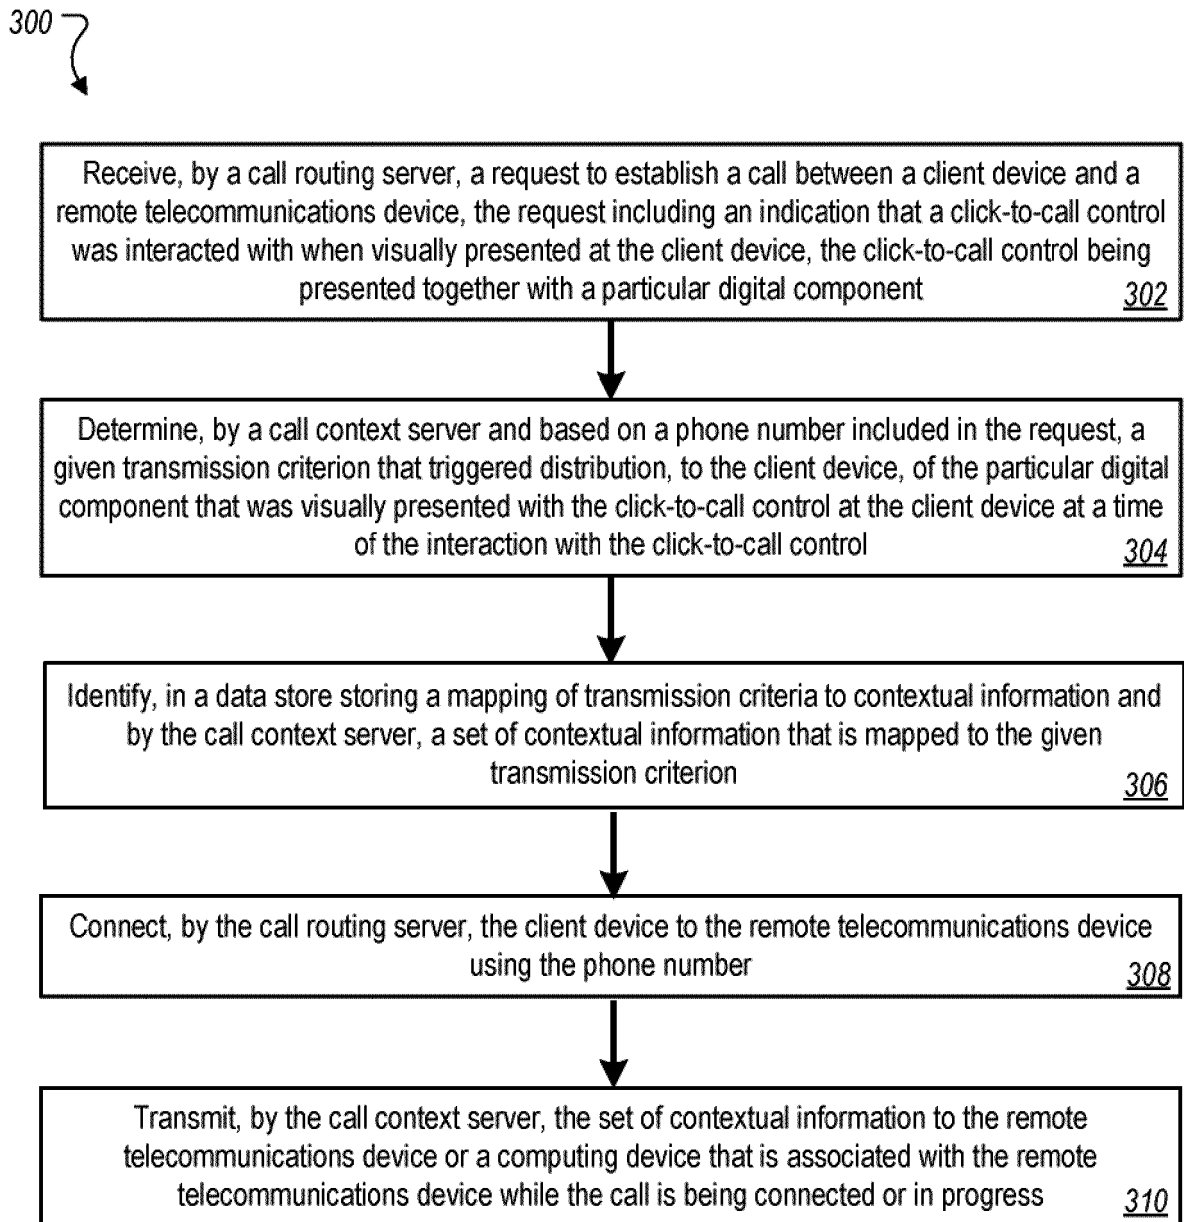 300
Receive, by a call routing server, a request to establish a call between a client device and a
remote telecommunications device, the request including an indication that a click-to-call control
was interacted with when visually presented at the client device, the click-to-call control being
presented together with a particular digital component
302
Determine, by a call context server and based on a phone number included in the request, a
given transmission criterion that triggered distribution, to the client device, of the particular digital
component that was visually presented with the click-to-call control at the client device at a time
of the interaction with the click-to-call control
304
Identify, in a data store storing a mapping of transmission criteria to contextual information and
by the call context server, a set of contextual information that is mapped to the given
transmission criterion
306
Connect, by the call routing server, the client device to the remote telecommunications device
using the phone number
308
Transmit, by the call context server, the set of contextual information to the remote
telecommunications device or a computing device that is associated with the remote
telecommunications device while the call is being connected or in progress
310